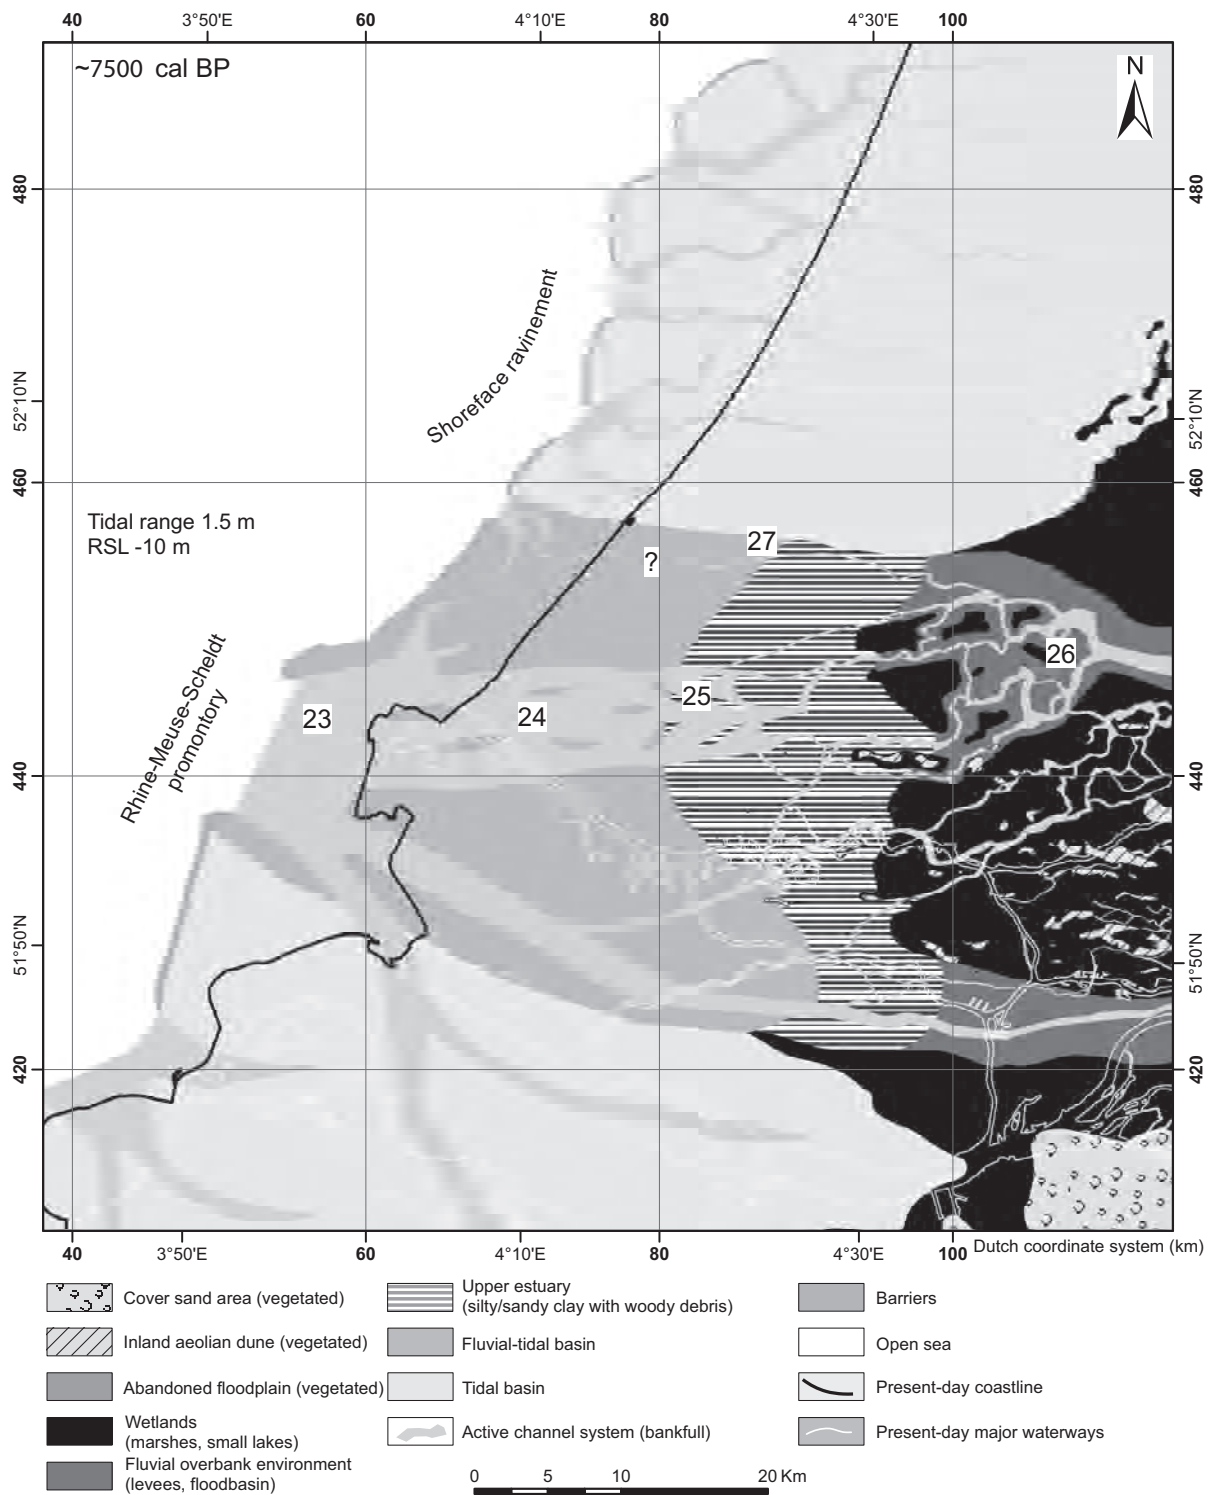 40 3°50'E 60 4°10'E 80 4°30'E 100
~7500 cal BP
N
480
480
Shoreface ravinement
52°10'N
52°10'N
460
460
Tidal range 1.5 m
RSL -10 m
27
?
26
25
23
24
Rhine-Meuse-Scheldt
promontory
440
440
51°50'N
51°50'N
420
420
40 3°50'E 60 4°10'E 80 4°30'E 100 Dutch coordinate system (km)
Cover sand area (vegetated)
Inland aeolian dune (vegetated)
Abandoned floodplain (vegetated)
Wetlands
(marshes, small lakes)
Fluvial overbank environment
(levees, floodbasin)
Upper estuary
(silty/sandy clay with woody debris)
Fluvial-tidal basin
Tidal basin
Active channel system (bankfull)
Barriers
Open sea
Present-day coastline
Present-day major waterways
0 5 10 20 Km